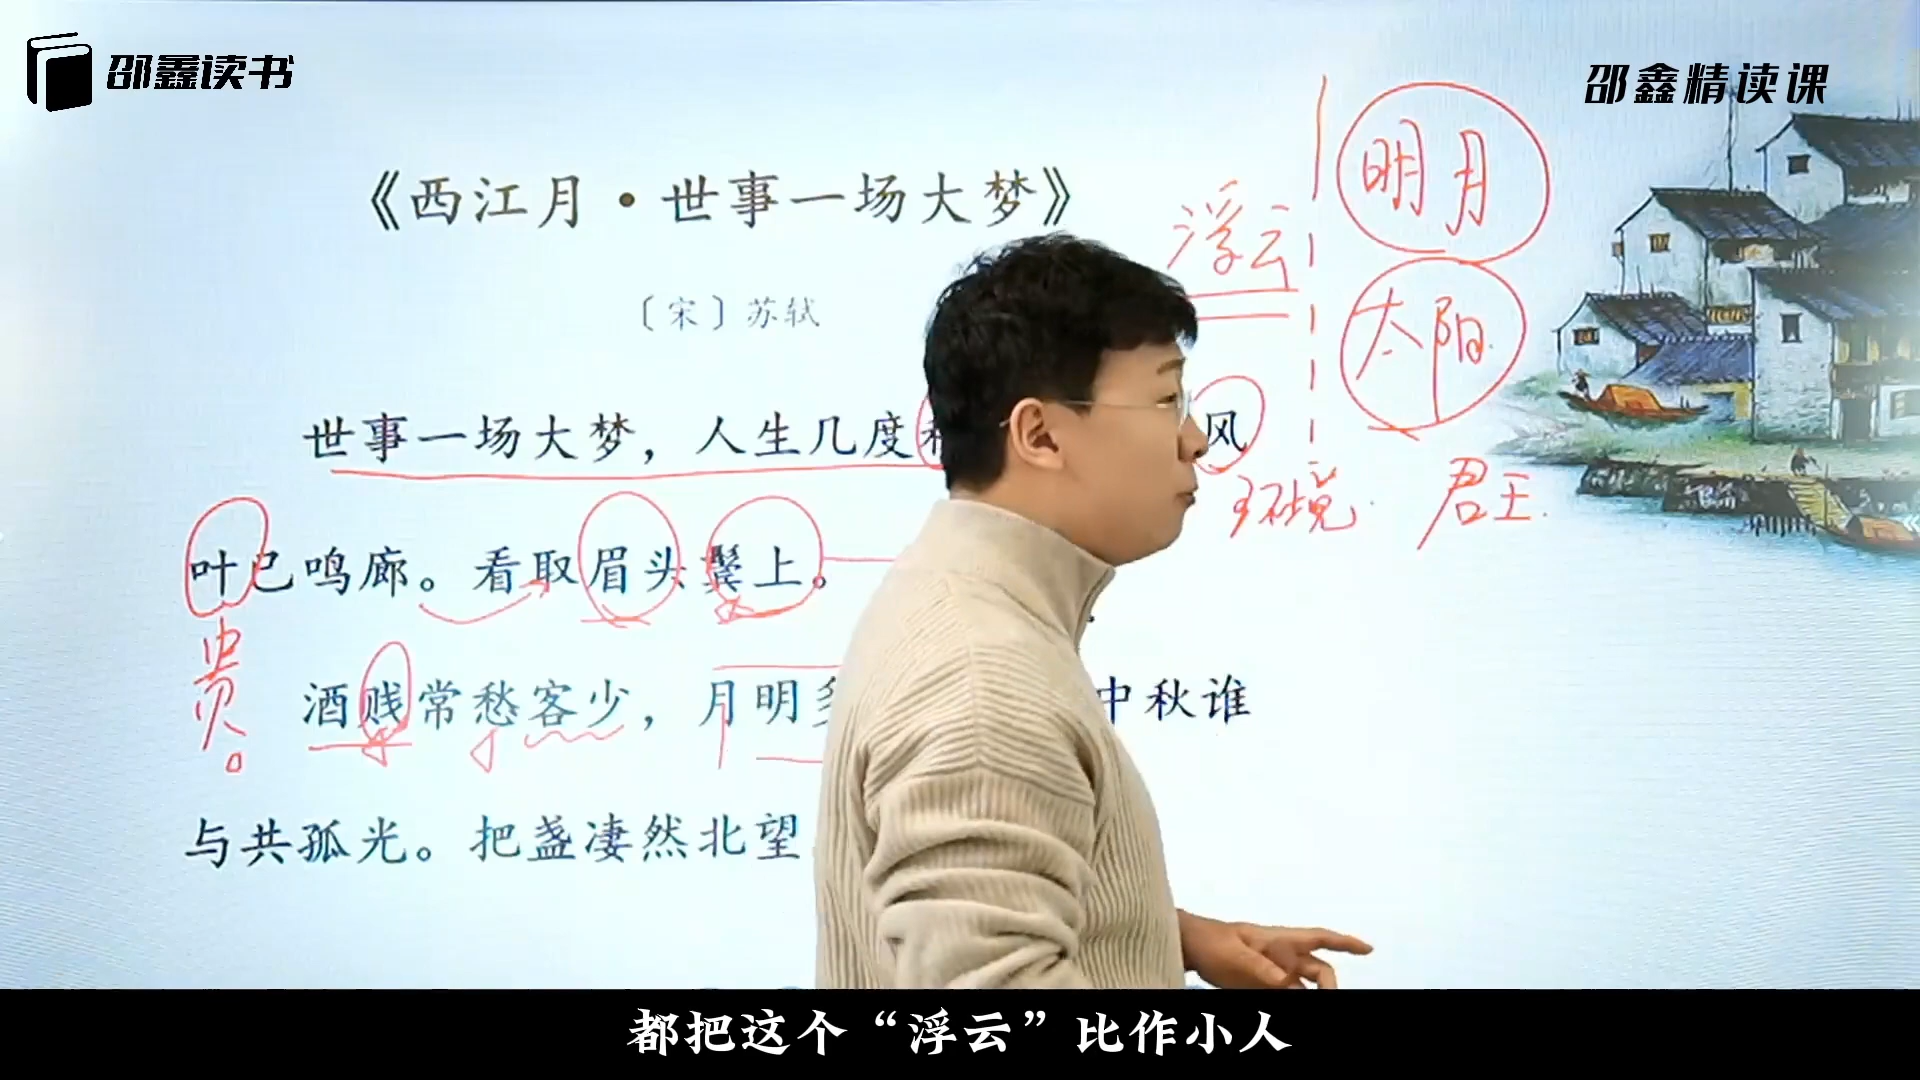 邵鑫读书
邵鑫精读课
《西江月·世事一场大梦》
〔宋〕苏轼
世事一场大梦，人生几度
风
叶已鸣廊。看取眉头鬓上。
酒贱常愁客少，月明
中秋谁
与共孤光。把盏凄然北望
明月
浮云
太阳
环境
君王
贵
都把这个“浮云”比作小人